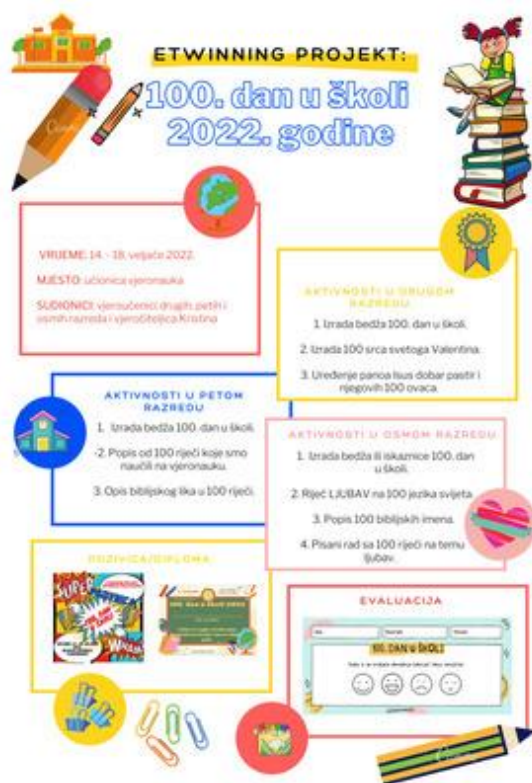 ETWINNING PROJEKT:
100. dan u školi
2022. godine
VRIJEME: 14. - 18. veljače 2022.
MJESTO: učionica vjeronauka
SUDIONICI: vjeroučenici drugih, petih i
osmih razreda i vjeroučiteljica Kristina
AKTIVNOSTI U DRUGOM
RAZREDU
1. Izrada bedža 100. dan u školi.
2. Izrada 100 srca svetoga Valentina.
3. Uređenje panoa Isus dobar pastir i
njegovih 100 ovaca.
AKTIVNOSTI U PETOM
RAZREDU
1. Izrada bedža 100. dan u školi.
-2. Popis od 100 riječi koje smo
naučili na vjeronauku.
3. Opis biblijskog lika u 100 riječi.
AKTIVNOSTI U OSMOM RAZREDU
1. Izrada bedža ili iskaznice 100. dan
u školi.
2. Riječ LJUBAV na 100 jezika svijeta.
3. Popis 100 biblijskih imena.
4. Pisani rad sa 100 riječi na temu
ljubav.
POZIVICA/DIPLOMA
SUPER
WHAM
EVALUACIJA
100. DAN U ŠKOLI